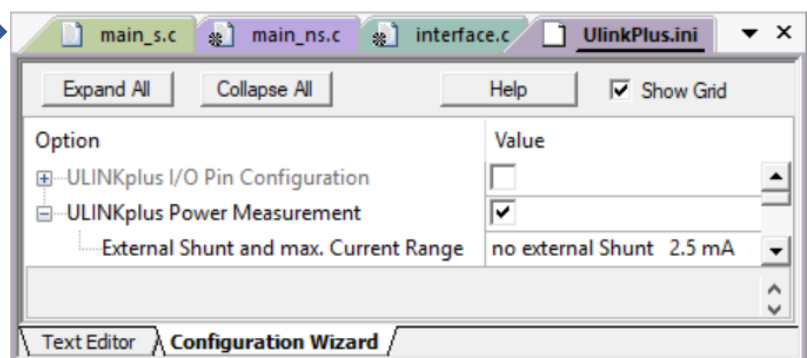 main_s.c main_ns.c interface.c UlinkPlus.ini
Expand All Collapse All Help Show Grid
Option Value
ULINKplus I/O Pin Configuration
ULINKplus Power Measurement
External Shunt and max. Current Range no external Shunt 2.5 mA
Text Editor Configuration Wizard